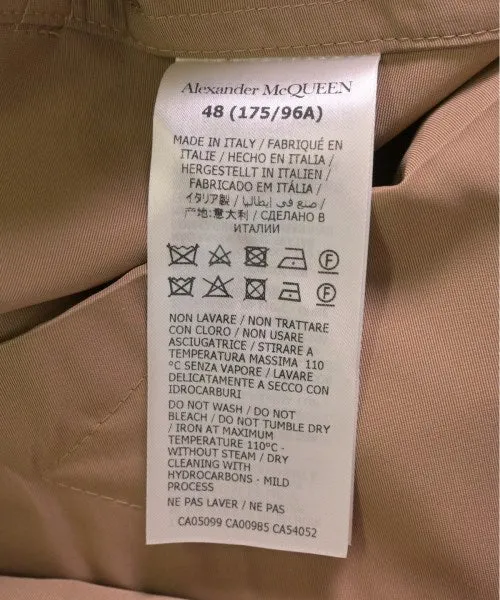 Alexander McQUEEN
48 (175/96A)
MADE IN ITALY / FABRIQUÉ EN
ITALIE / HECHO EN ITALIA /
HERGESTELLT IN ITALIEN /
FABRICADO EM ITÁLIA /
イタリア製 / صنع في إيطاليا /
产地:意大利 / СДЕЛАНО В
ИТАЛИИ
F
F
NON LAVARE / NON TRATTARE
CON CLORO / NON USARE
ASCIUGATRICE / STIRARE A
TEMPERATURA MASSIMA 110
°C SENZA VAPORE / LAVARE
DELICATAMENTE A SECCO CON
IDROCARBURI
DO NOT WASH / DO NOT
BLEACH / DO NOT TUMBLE DRY
/ IRON AT MAXIMUM
TEMPERATURE 110°C -
WITHOUT STEAM / DRY
CLEANING WITH
HYDROCARBONS - MILD
PROCESS
NE PAS LAVER / NE PAS
CA05099 CA00985 CA54052